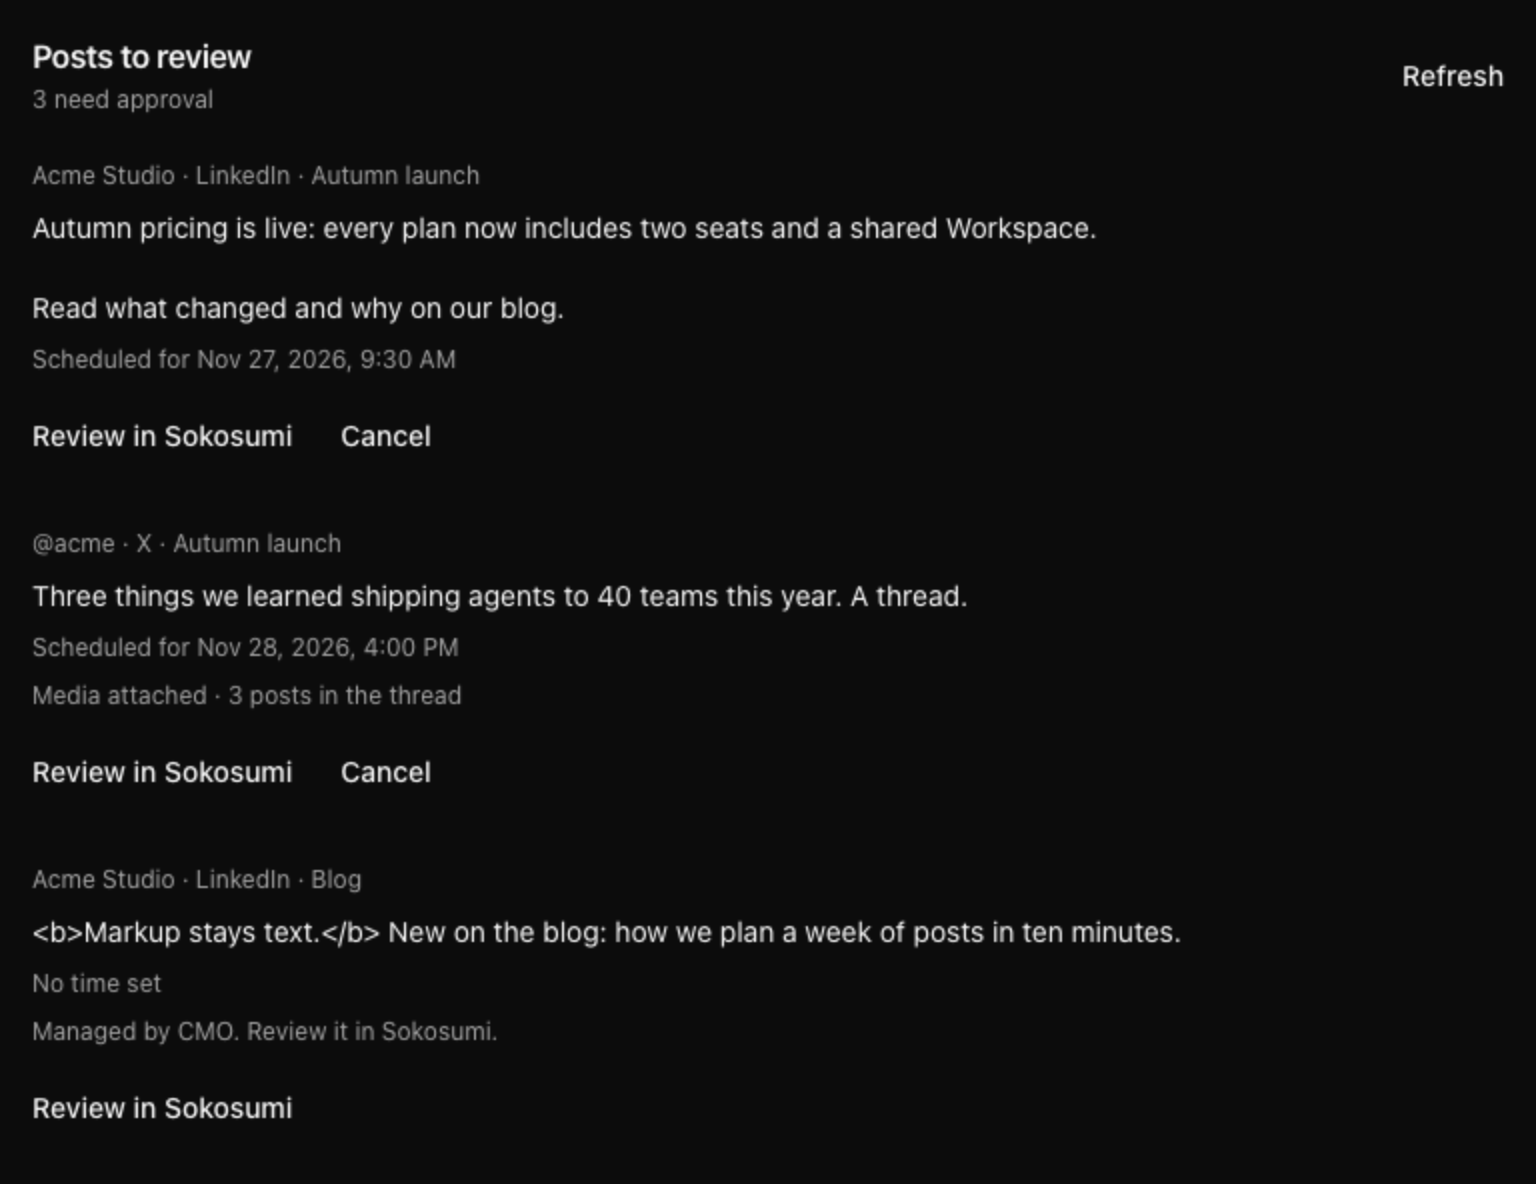 Posts to review
Refresh
3 need approval
Acme Studio · LinkedIn · Autumn launch
Autumn pricing is live: every plan now includes two seats and a shared Workspace.
Read what changed and why on our blog.
Scheduled for Nov 27, 2026, 9:30 AM
Review in Sokosumi Cancel
@acme · X · Autumn launch
Three things we learned shipping agents to 40 teams this year. A thread.
Scheduled for Nov 28, 2026, 4:00 PM
Media attached · 3 posts in the thread
Review in Sokosumi Cancel
Acme Studio · LinkedIn · Blog
<b>Markup stays text.</b> New on the blog: how we plan a week of posts in ten minutes.
No time set
Managed by CMO. Review it in Sokosumi.
Review in Sokosumi